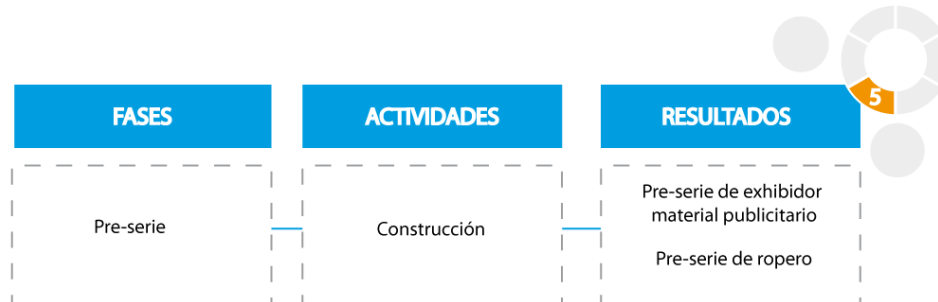 5
FASES
ACTIVIDADES
RESULTADOS
Pre-serie
Construcción
Pre-serie de exhibidor
material publicitario
Pre-serie de ropero